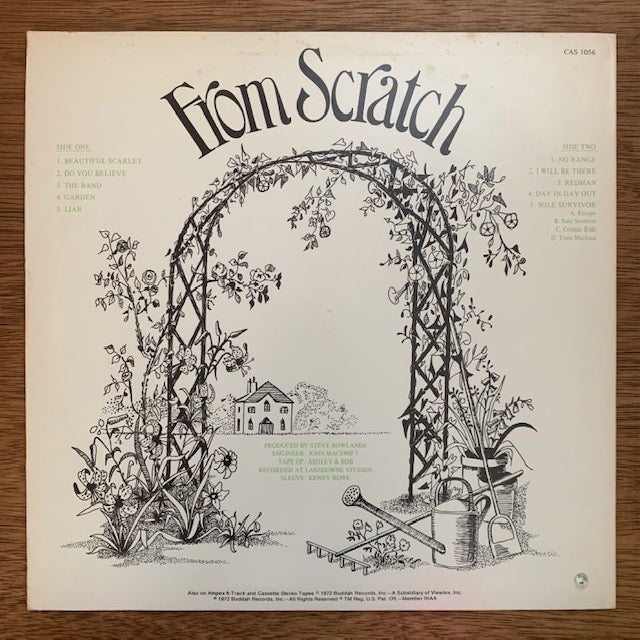 CAS 1056
From Scratch
SIDE ONE
1. BEAUTIFUL SCARLET
2. DO YOU BELIEVE
3. THE BAND
4. GARDEN
5. LIAR
SIDE TWO
1. NO RANGE
2. I WILL BE THERE
3. REDMAN
4. DAY IN DAY OUT
5. SOLE SURVIVOR
A. Escape
B. Sole Survivor
C. Cosmic Ride
D. Time Machine
PRODUCED BY STEVE ROWLANDS
ENGINEER: JOHN MACSWIFT
TAPE OP: ASHLEY & BOB
RECORDED AT LANSDOWNE STUDIOS
SLEEVE: KENNY ROWE
Also on Ampex 8-Track and Cassette Stereo Tapes ℗ 1972 Buddah Records, Inc.—A Subsidiary of Viewlex, Inc.
© 1972 Buddah Records, Inc.—All Rights Reserved ® TM Reg. U.S. Pat. Off.—Member RIAA